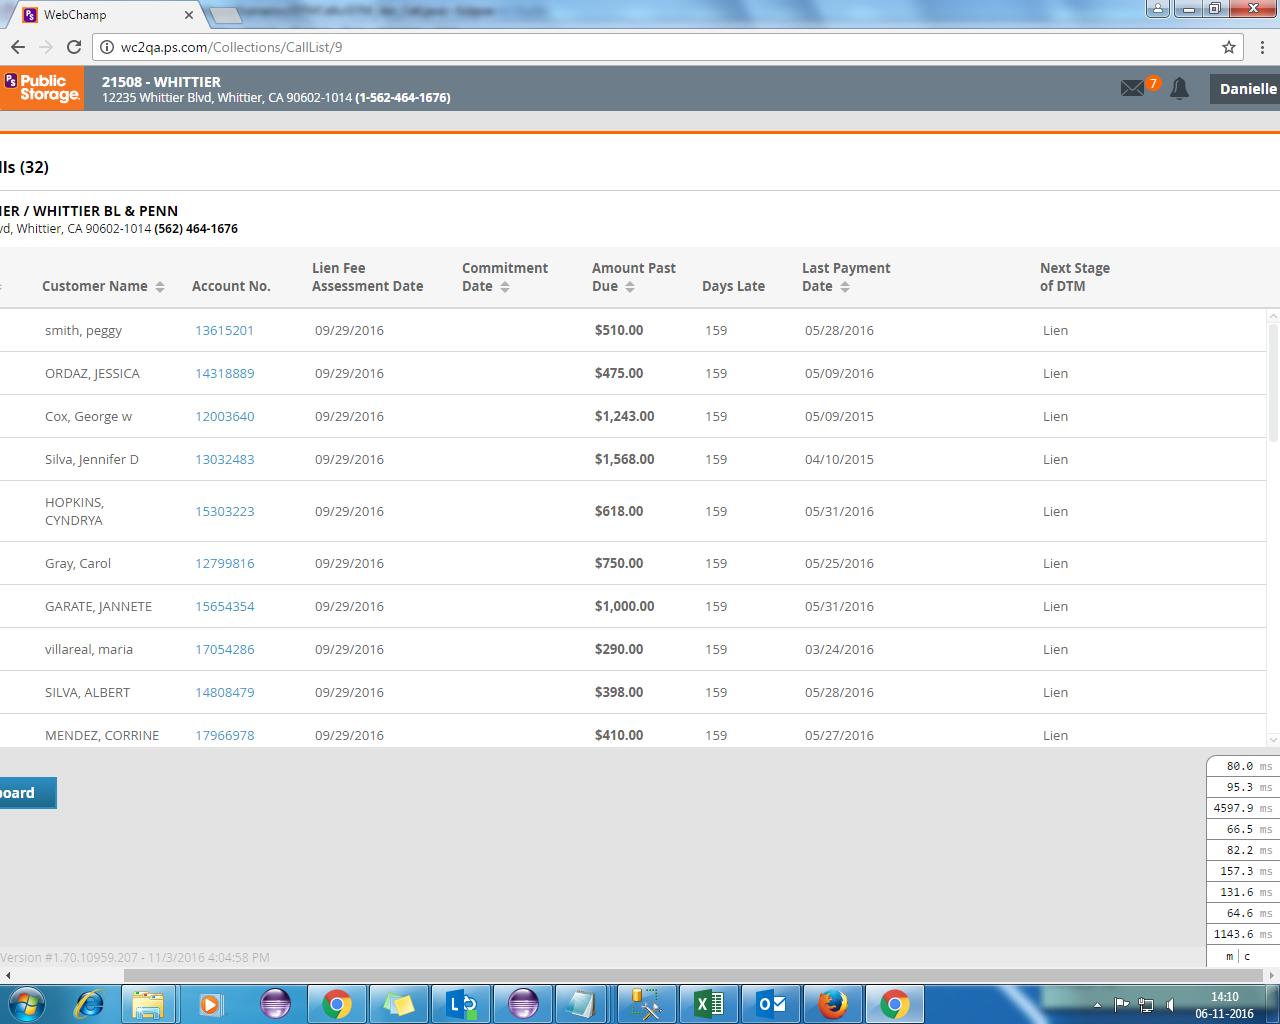 WebChamp
wc2qa.ps.com/Collections/CallList/9
PS Public Storage.
21508 - WHITTIER
12235 Whittier Blvd, Whittier, CA 90602-1014 (1-562-464-1676)
7
Danielle
lls (32)
IER / WHITTIER BL & PENN
vd, Whittier, CA 90602-1014 (562) 464-1676
Customer Name Account No. Lien Fee Assessment Date Commitment Date Amount Past Due Days Late Last Payment Date Next Stage of DTM
smith, peggy 13615201 09/29/2016 $510.00 159 05/28/2016 Lien
ORDAZ, JESSICA 14318889 09/29/2016 $475.00 159 05/09/2016 Lien
Cox, George w 12003640 09/29/2016 $1,243.00 159 05/09/2015 Lien
Silva, Jennifer D 13032483 09/29/2016 $1,568.00 159 04/10/2015 Lien
HOPKINS, CYNDRYA 15303223 09/29/2016 $618.00 159 05/31/2016 Lien
Gray, Carol 12799816 09/29/2016 $750.00 159 05/25/2016 Lien
GARATE, JANNETE 15654354 09/29/2016 $1,000.00 159 05/31/2016 Lien
villareal, maria 17054286 09/29/2016 $290.00 159 03/24/2016 Lien
SILVA, ALBERT 14808479 09/29/2016 $398.00 159 05/28/2016 Lien
MENDEZ, CORRINE 17966978 09/29/2016 $410.00 159 05/27/2016 Lien
oard
80.0 ms
95.3 ms
4597.9 ms
66.5 ms
82.2 ms
157.3 ms
131.6 ms
64.6 ms
1143.6 ms
m | c
Version #1.70.10959.207 - 11/3/2016 4:04:58 PM
14:10
06-11-2016